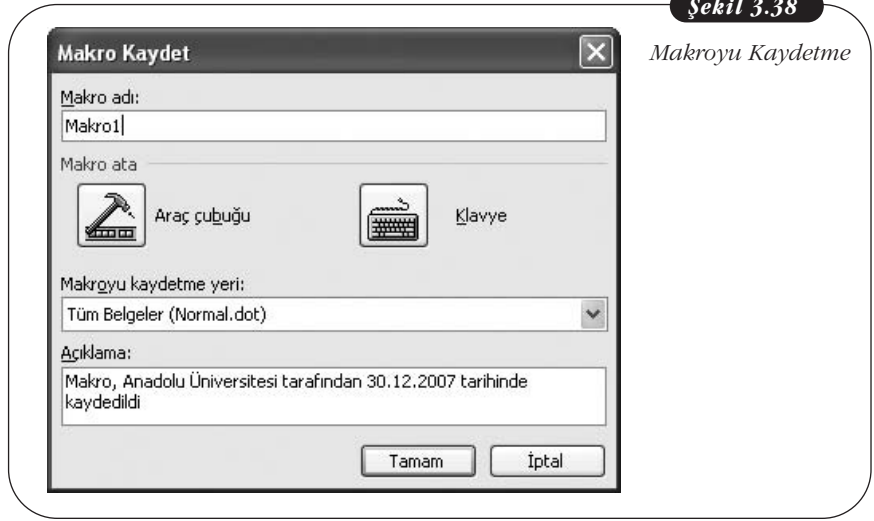 Şekil 3.38
Makroyu Kaydetme
Makro Kaydet
Makro adı:
Makro1
Makro ata
Araç çubuğu
Klavye
Makroyu kaydetme yeri:
Tüm Belgeler (Normal.dot)
Açıklama:
Makro, Anadolu Üniversitesi tarafından 30.12.2007 tarihinde
kaydedildi
Tamam
İptal